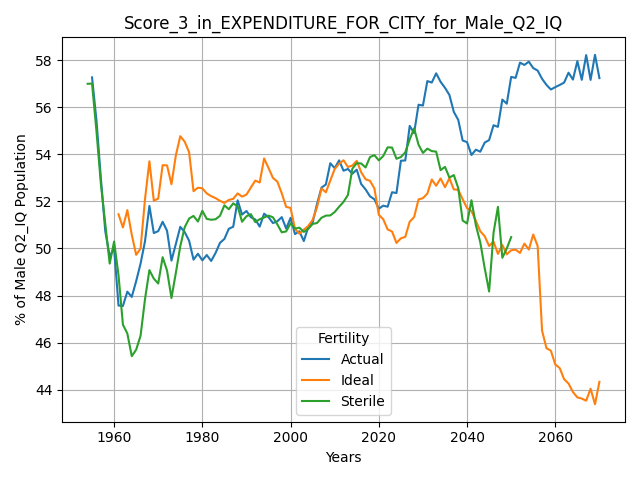 Score_3_in_EXPENDITURE_FOR_CITY_for_Male_Q2_IQ
% of Male Q2_IQ Population
58
56
54
52
50
48
46
44
Fertility
Actual
Ideal
Sterile
1960 1980 2000 2020 2040 2060
Years